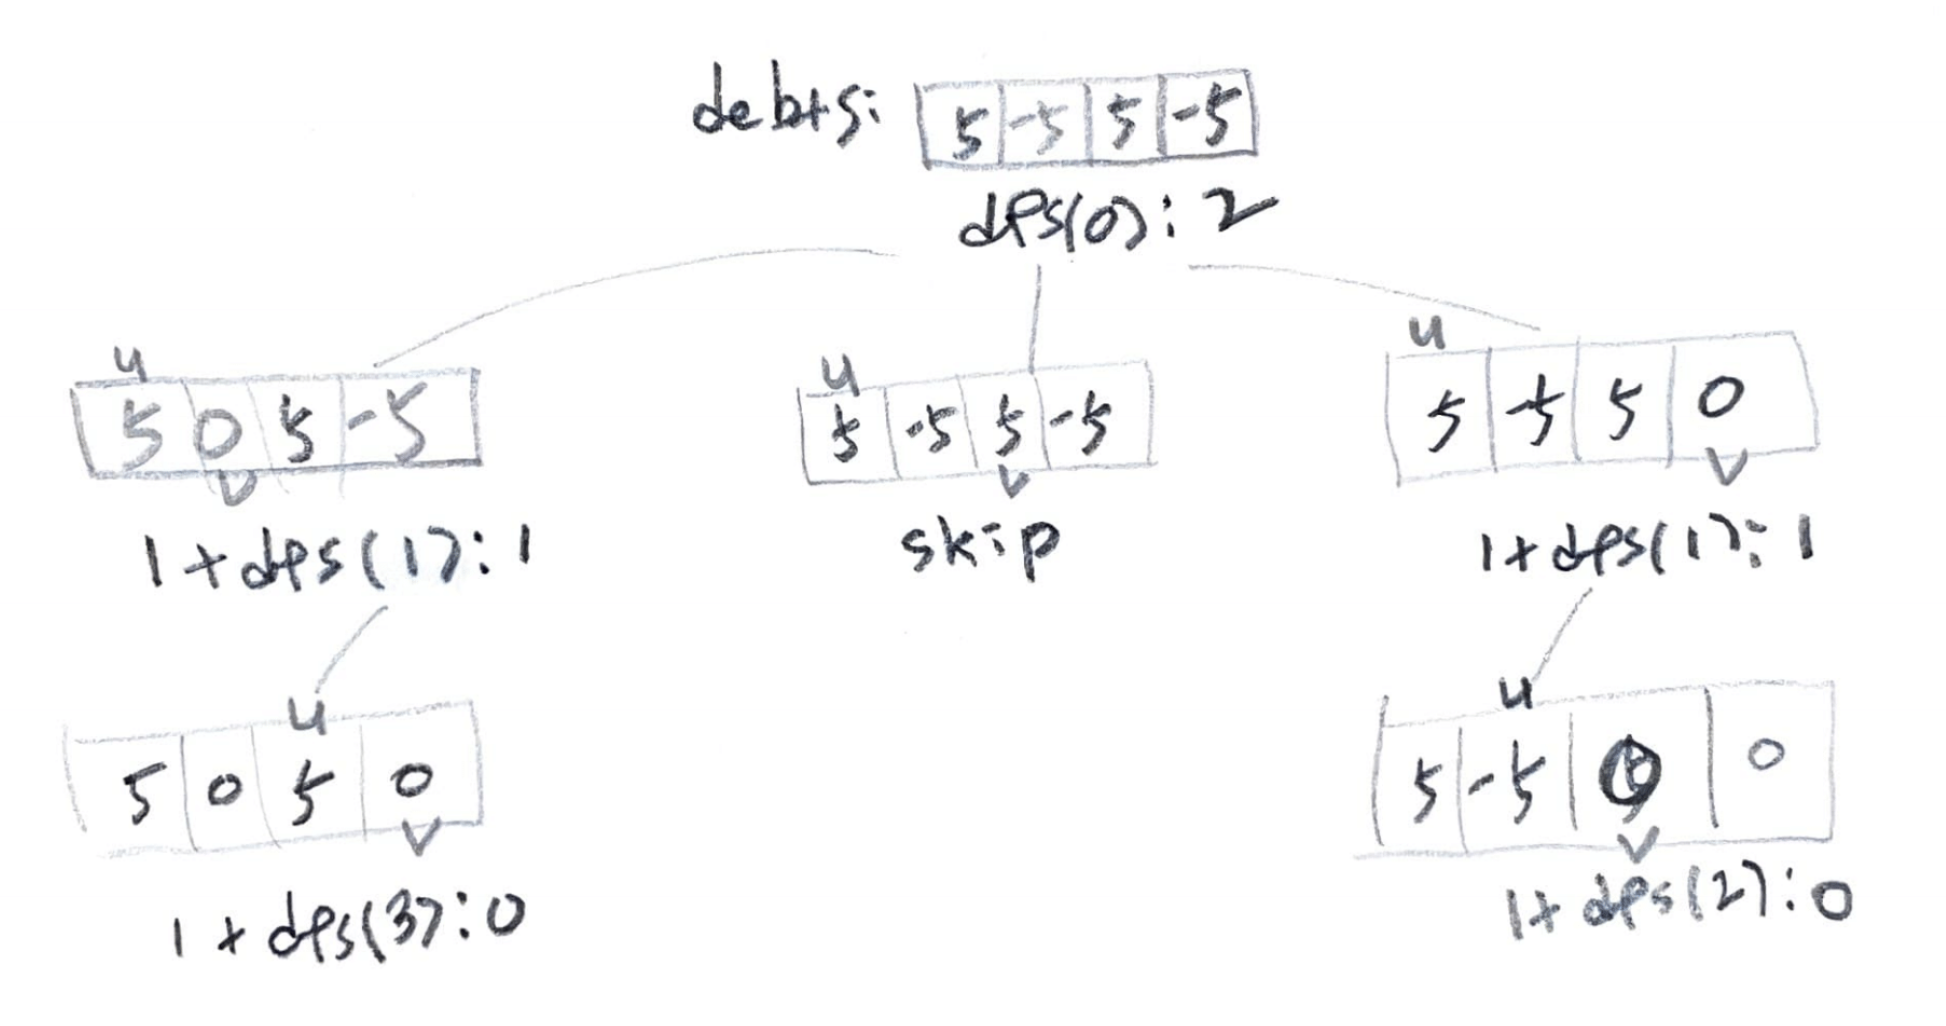 debts: 5 -5 5 -5
dfs(0): 2
u
5 0 5 -5
v
1 + dfs(1): 1
u
5 -5 5 -5
v
skip
u
5 -5 5 0
v
1 + dfs(1): 1
u
5 0 5 0
v
1 + dfs(3): 0
u
5 -5 0 0
v
1 + dfs(2): 0